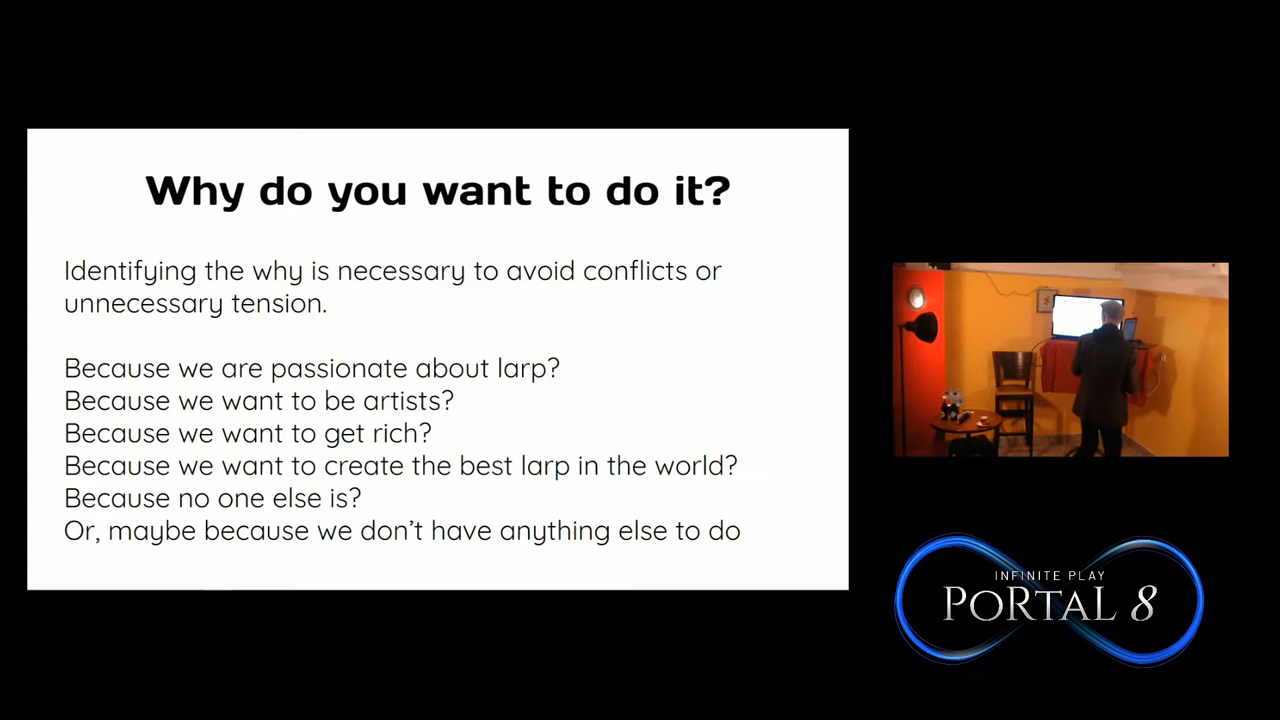 Why do you want to do it?
Identifying the why is necessary to avoid conflicts or
unnecessary tension.
Because we are passionate about larp?
Because we want to be artists?
Because we want to get rich?
Because we want to create the best larp in the world?
Because no one else is?
Or, maybe because we don’t have anything else to do
INFINITE PLAY
PORTAL 8